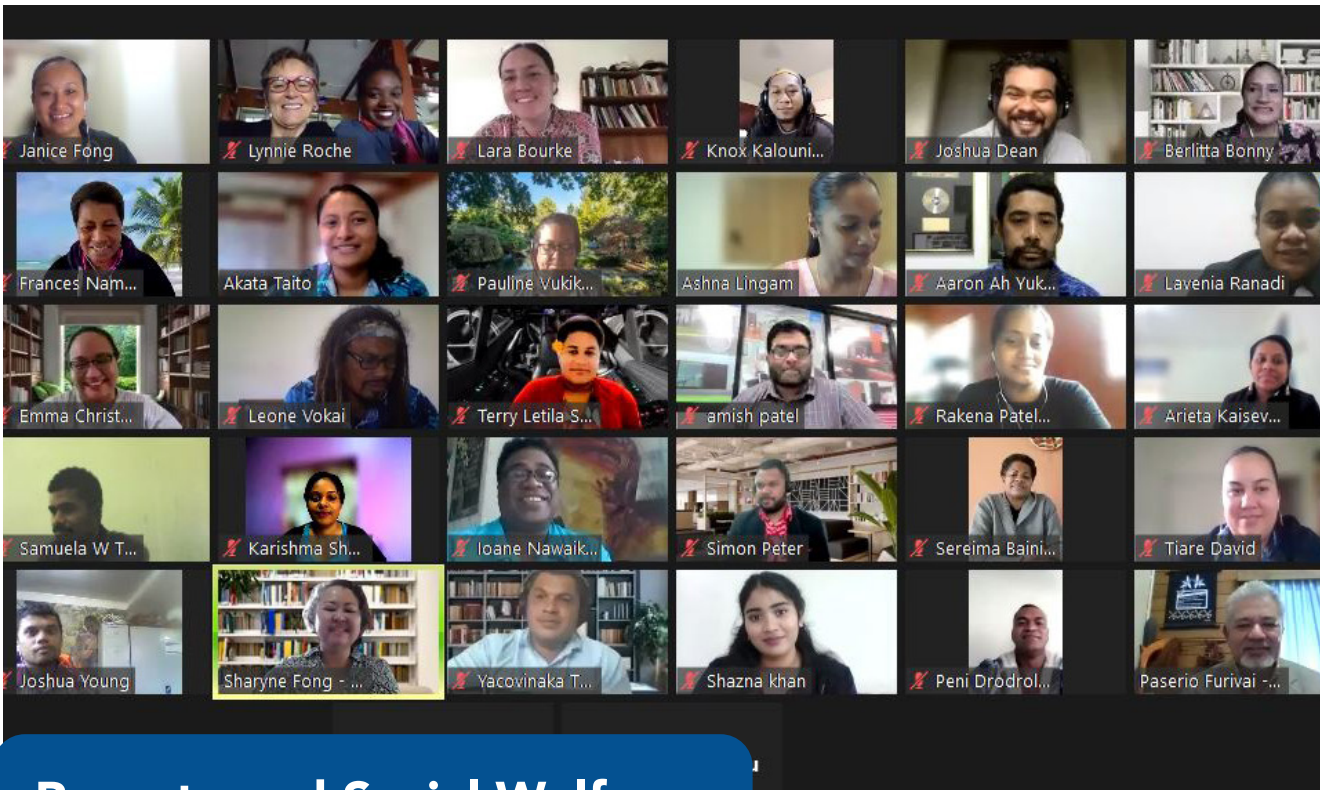 Janice Fong
Lynnie Roche
Lara Bourke
Knox Kalouni...
Joshua Dean
Berlitta Bonny
Frances Nam...
Akata Taito
Pauline Vukik...
Ashna Lingam
Aaron Ah Yuk...
Lavenia Ranadi
Emma Christ...
Leone Vokai
Terry Letila S...
amish patel
Rakena Patel...
Arieta Kaisev...
Samuela W T...
Karishma Sh...
Ioane Nawaik...
Simon Peter
Sereima Baini...
Tiare David
Joshua Young
Sharyne Fong - ...
Yacovinaka T...
Shazna khan
Peni Drodrol...
Paserio Furivai -...